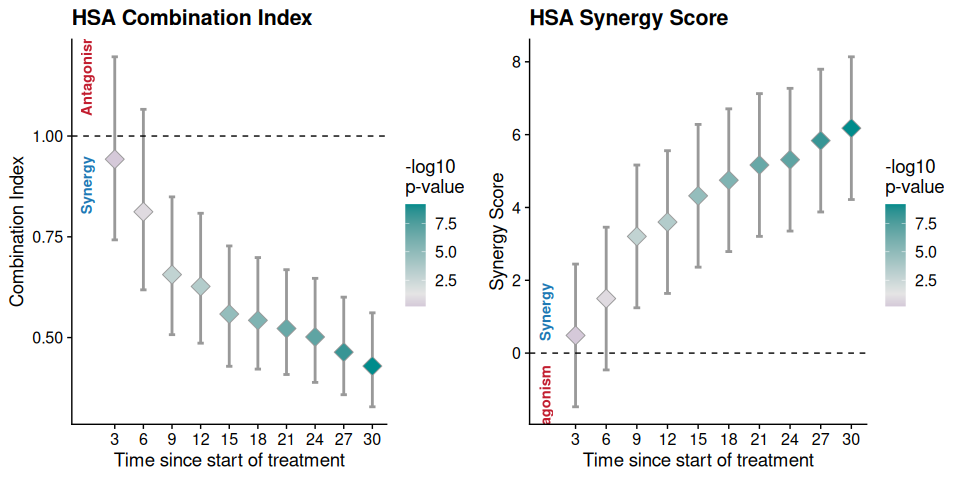 HSA Combination Index
Antagonisr
1.00
Synergy
Combination Index
0.75
0.50
3 6 9 12 15 18 21 24 27 30
Time since start of treatment
-log10
p-value
7.5
5.0
2.5
HSA Synergy Score
8
6
4
2
0
Synergy Score
Synergy
agonism
3 6 9 12 15 18 21 24 27 30
Time since start of treatment
-log10
p-value
7.5
5.0
2.5